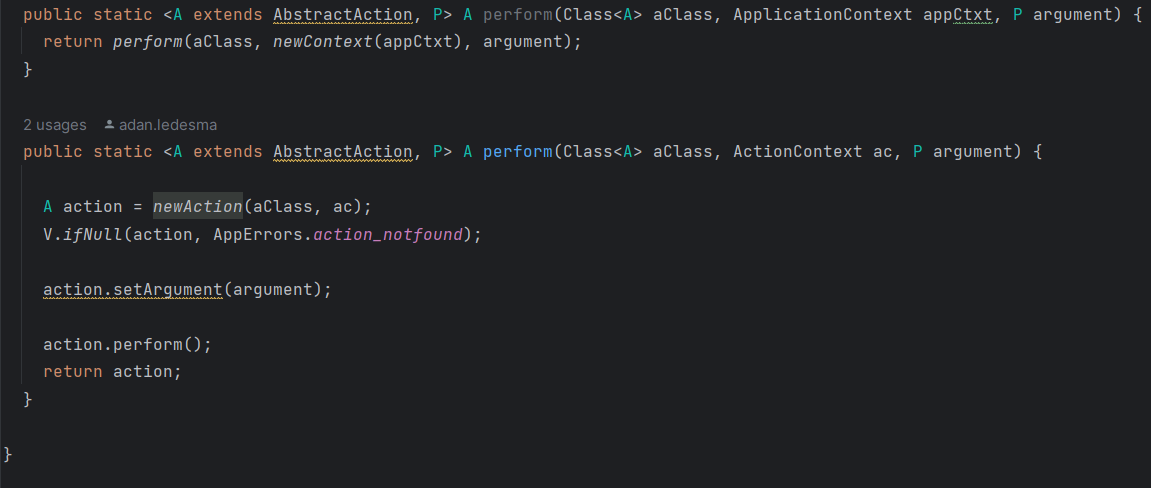 public static <A extends AbstractAction, P> A perform(Class<A> aClass, ApplicationContext appCtxt, P argument) {
return perform(aClass, newContext(appCtxt), argument);
}
2 usages adan.ledesma
public static <A extends AbstractAction, P> A perform(Class<A> aClass, ActionContext ac, P argument) {
A action = newAction(aClass, ac);
V.ifNull(action, AppErrors.action_notfound);
action.setArgument(argument);
action.perform();
return action;
}
}